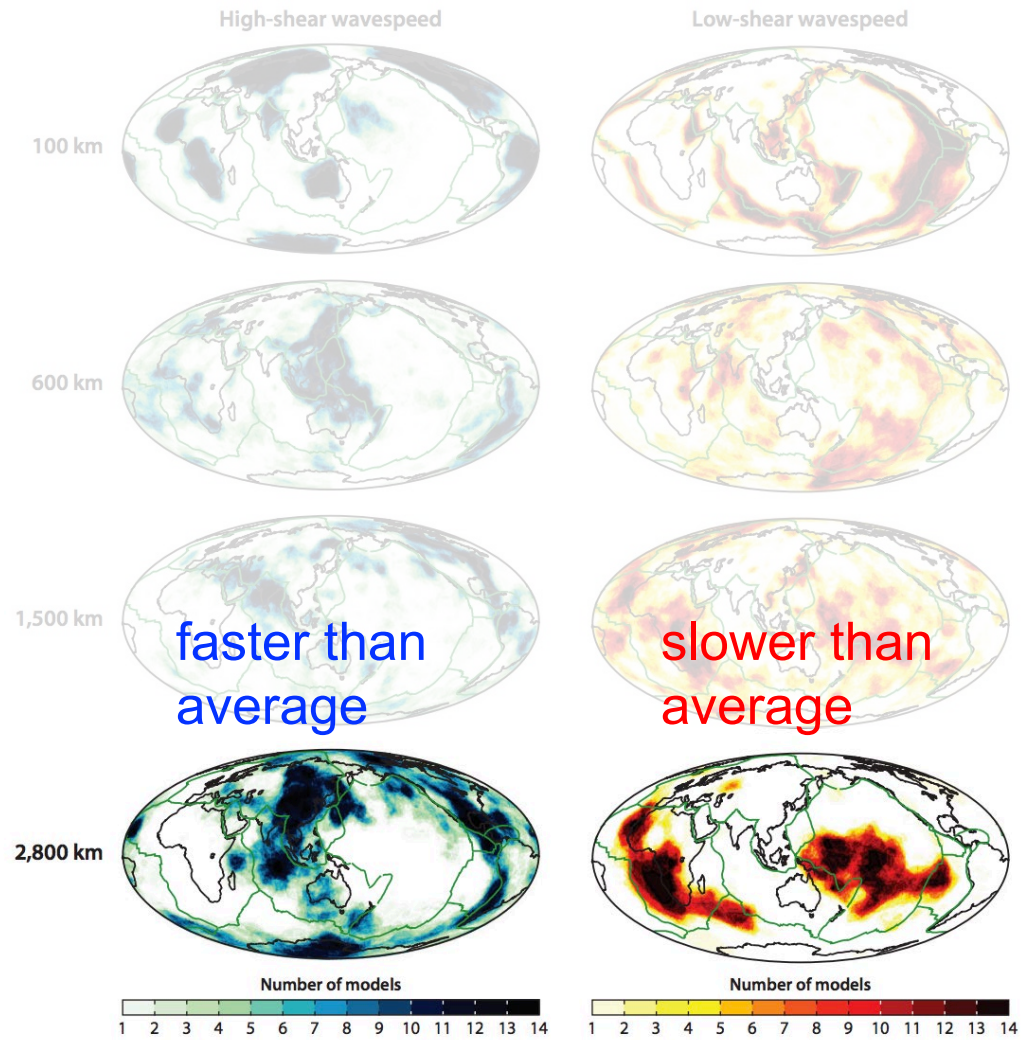 High-shear wavespeed
Low-shear wavespeed
100 km
600 km
1,500 km
faster than
average
slower than
average
2,800 km
Number of models
1 2 3 4 5 6 7 8 9 10 11 12 13 14
Number of models
1 2 3 4 5 6 7 8 9 10 11 12 13 14